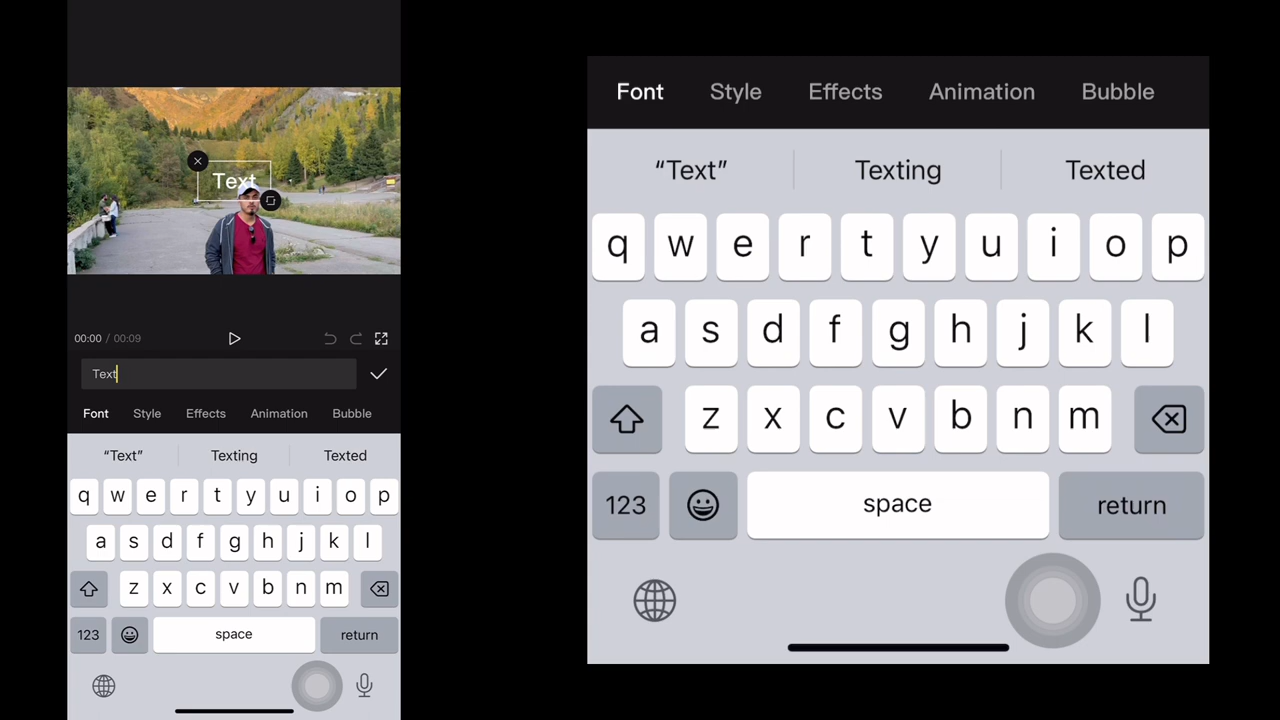 Text
00:00 / 00:09
Text
Font Style Effects Animation Bubble
“Text” Texting Texted
q w e r t y u i o p
a s d f g h j k l
z x c v b n m
123 space return
Font Style Effects Animation Bubble
“Text” Texting Texted
q w e r t y u i o p
a s d f g h j k l
z x c v b n m
123 space return